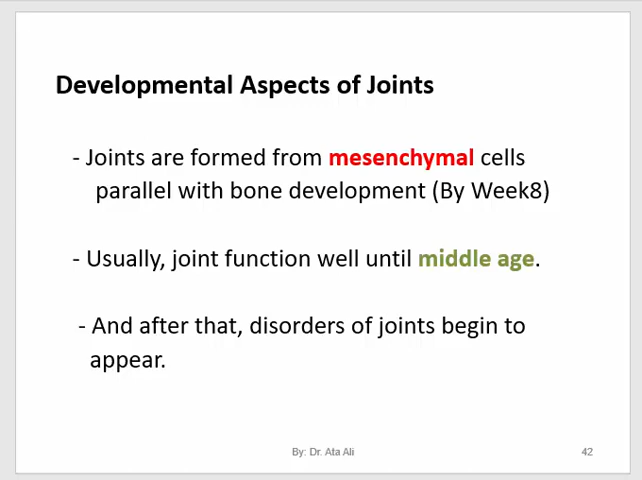 Developmental Aspects of Joints
- Joints are formed from mesenchymal cells
parallel with bone development (By Week8)
- Usually, joint function well until middle age.
- And after that, disorders of joints begin to
appear.
By: Dr. Ata Ali
42